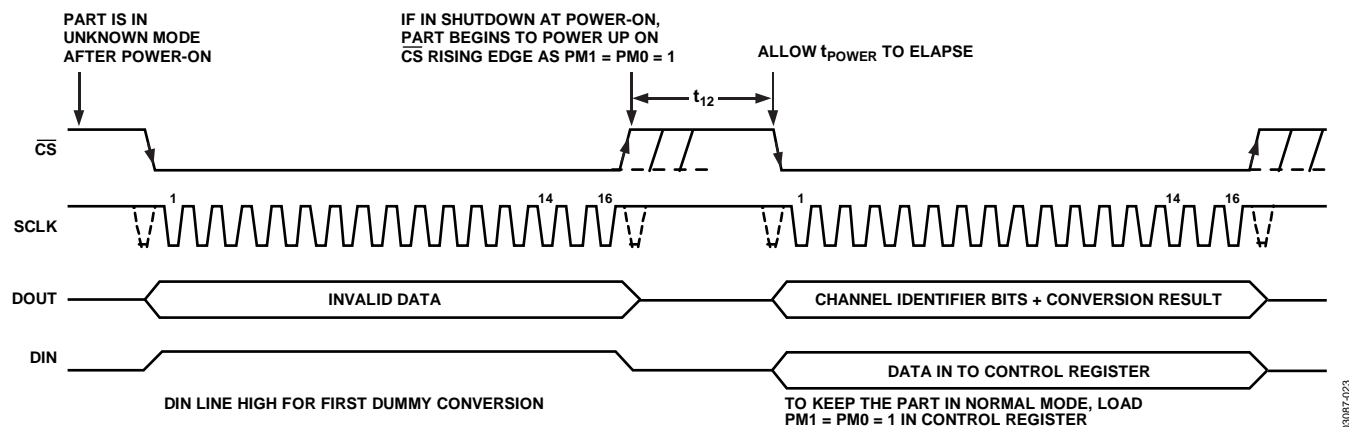 PART IS IN
UNKNOWN MODE
AFTER POWER-ON
IF IN SHUTDOWN AT POWER-ON,
PART BEGINS TO POWER UP ON
CS RISING EDGE AS PM1 = PM0 = 1
ALLOW tPOWER TO ELAPSE
t12
CS
1 14 16 1 14 16
SCLK
DOUT INVALID DATA CHANNEL IDENTIFIER BITS + CONVERSION RESULT
DIN DATA IN TO CONTROL REGISTER
DIN LINE HIGH FOR FIRST DUMMY CONVERSION
TO KEEP THE PART IN NORMAL MODE, LOAD
PM1 = PM0 = 1 IN CONTROL REGISTER
03087-023